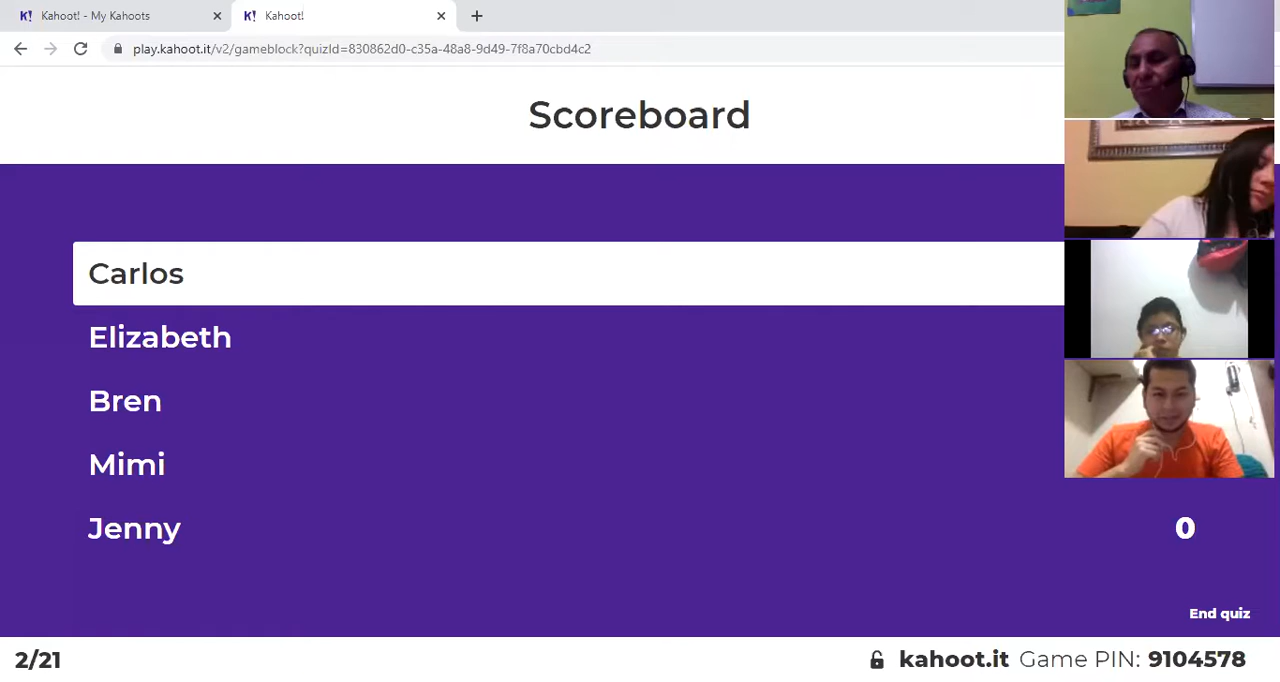 K! Kahoot! - My Kahoots
K! Kahoot!
play.kahoot.it/v2/gameblock?quizId=830862d0-c35a-48a8-9d49-7f8a70cbd4c2
Scoreboard
Carlos
Elizabeth
Bren
Mimi
Jenny 0
End quiz
2/21
kahoot.it Game PIN: 9104578